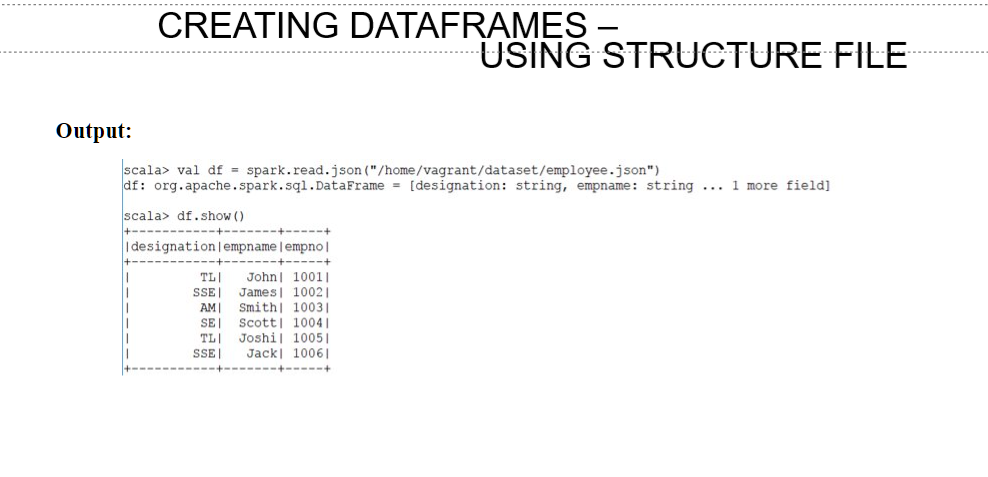 CREATING DATAFRAMES –
USING STRUCTURE FILE
Output:
scala> val df = spark.read.json("/home/vagrant/dataset/employee.json")
df: org.apache.spark.sql.DataFrame = [designation: string, empname: string ... 1 more field]
scala> df.show()
+-----------+-------+-----+
|designation|empname|empno|
+-----------+-------+-----+
|         TL|   John| 1001|
|        SSE|  James| 1002|
|         AM|  Smith| 1003|
|         SE|  Scott| 1004|
|         TL|  Joshi| 1005|
|        SSE|   Jack| 1006|
+-----------+-------+-----+